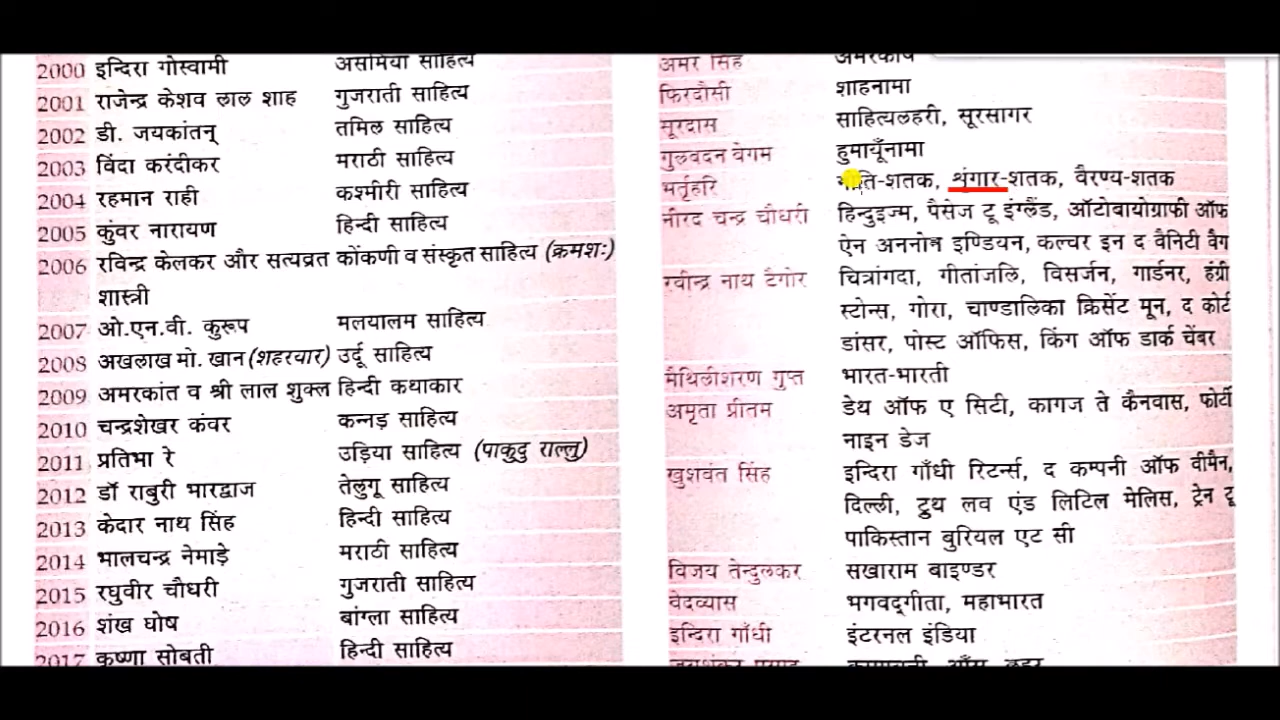 2000 इन्दिरा गोस्वामी असमिया साहित्य
2001 राजेन्द्र केशव लाल शाह गुजराती साहित्य
2002 डी. जयकांतन् तमिल साहित्य
2003 विंदा करंदीकर मराठी साहित्य
2004 रहमान राही कश्मीरी साहित्य
2005 कुंवर नारायण हिन्दी साहित्य
2006 रविन्द्र केलकर और सत्यव्रत कोंकणी व संस्कृत साहित्य (क्रमशः)
शास्त्री
2007 ओ.एन.वी. कुरूप मलयालम साहित्य
2008 अखलाख मो. खान (शहरयार) उर्दू साहित्य
2009 अमरकांत व श्री लाल शुक्ल हिन्दी कथाकार
2010 चन्द्रशेखर कंवर कन्नड़ साहित्य
2011 प्रतिभा रे उड़िया साहित्य (पाकुदु राल्लु)
2012 डॉ राबुरी भारद्वाज तेलुगू साहित्य
2013 केदार नाथ सिंह हिन्दी साहित्य
2014 भालचन्द्र नेमाड़े मराठी साहित्य
2015 रघुवीर चौधरी गुजराती साहित्य
2016 शंख घोष बांग्ला साहित्य
2017 कृष्णा सोबती हिन्दी साहित्य
अमर सिंह अमरकोष
फिरदौसी शाहनामा
सूरदास साहित्यलहरी, सूरसागर
गुलबदन बेगम हुमायूँनामा
भर्तृहरि शतक, श्रृंगार-शतक, वैरण्य-शतक
नीरद चन्द्र चौधरी हिन्दुइज्म, पैसेज टू इंग्लैंड, ऑटोबायोग्राफी ऑफ
ऐन अननोन इण्डियन, कल्चर इन द वैनिटी वैग
रवीन्द्र नाथ टैगोर चित्रांगदा, गीतांजलि, विसर्जन, गार्डनर, हंग्री
स्टोन्स, गोरा, चाण्डालिका क्रिसेंट मून, द कोर्ट
डांसर, पोस्ट ऑफिस, किंग ऑफ डार्क चेंबर
मैथिलीशरण गुप्त भारत-भारती
अमृता प्रीतम डेथ ऑफ ए सिटी, कागज ते कैनवास, फोर्टी
नाइन डेज
खुशवंत सिंह इन्दिरा गाँधी रिटर्न्स, द कम्पनी ऑफ वीमैन,
दिल्ली, ट्रुथ लव एंड लिटिल मेलिस, ट्रेन टू
पाकिस्तान बुरियल एट सी
विजय तेन्दुलकर सखाराम बाइण्डर
वेदव्यास भगवद्गीता, महाभारत
इन्दिरा गाँधी इंटरनल इंडिया